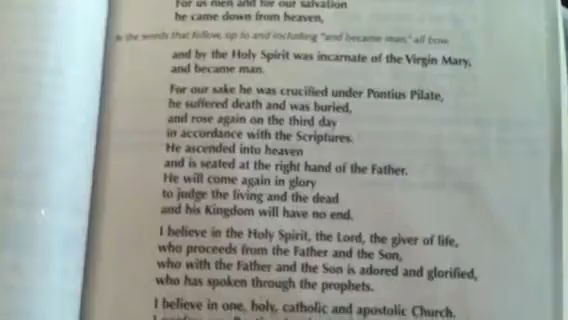 For us men and for our salvation
he came down from heaven,
the words that follow, up to and including "and became man," all bow.
and by the Holy Spirit was incarnate of the Virgin Mary,
and became man.
For our sake he was crucified under Pontius Pilate,
he suffered death and was buried,
and rose again on the third day
in accordance with the Scriptures.
He ascended into heaven
and is seated at the right hand of the Father.
He will come again in glory
to judge the living and the dead
and his Kingdom will have no end.
I believe in the Holy Spirit, the Lord, the giver of life,
who proceeds from the Father and the Son,
who with the Father and the Son is adored and glorified,
who has spoken through the prophets.
I believe in one, holy, catholic and apostolic Church.